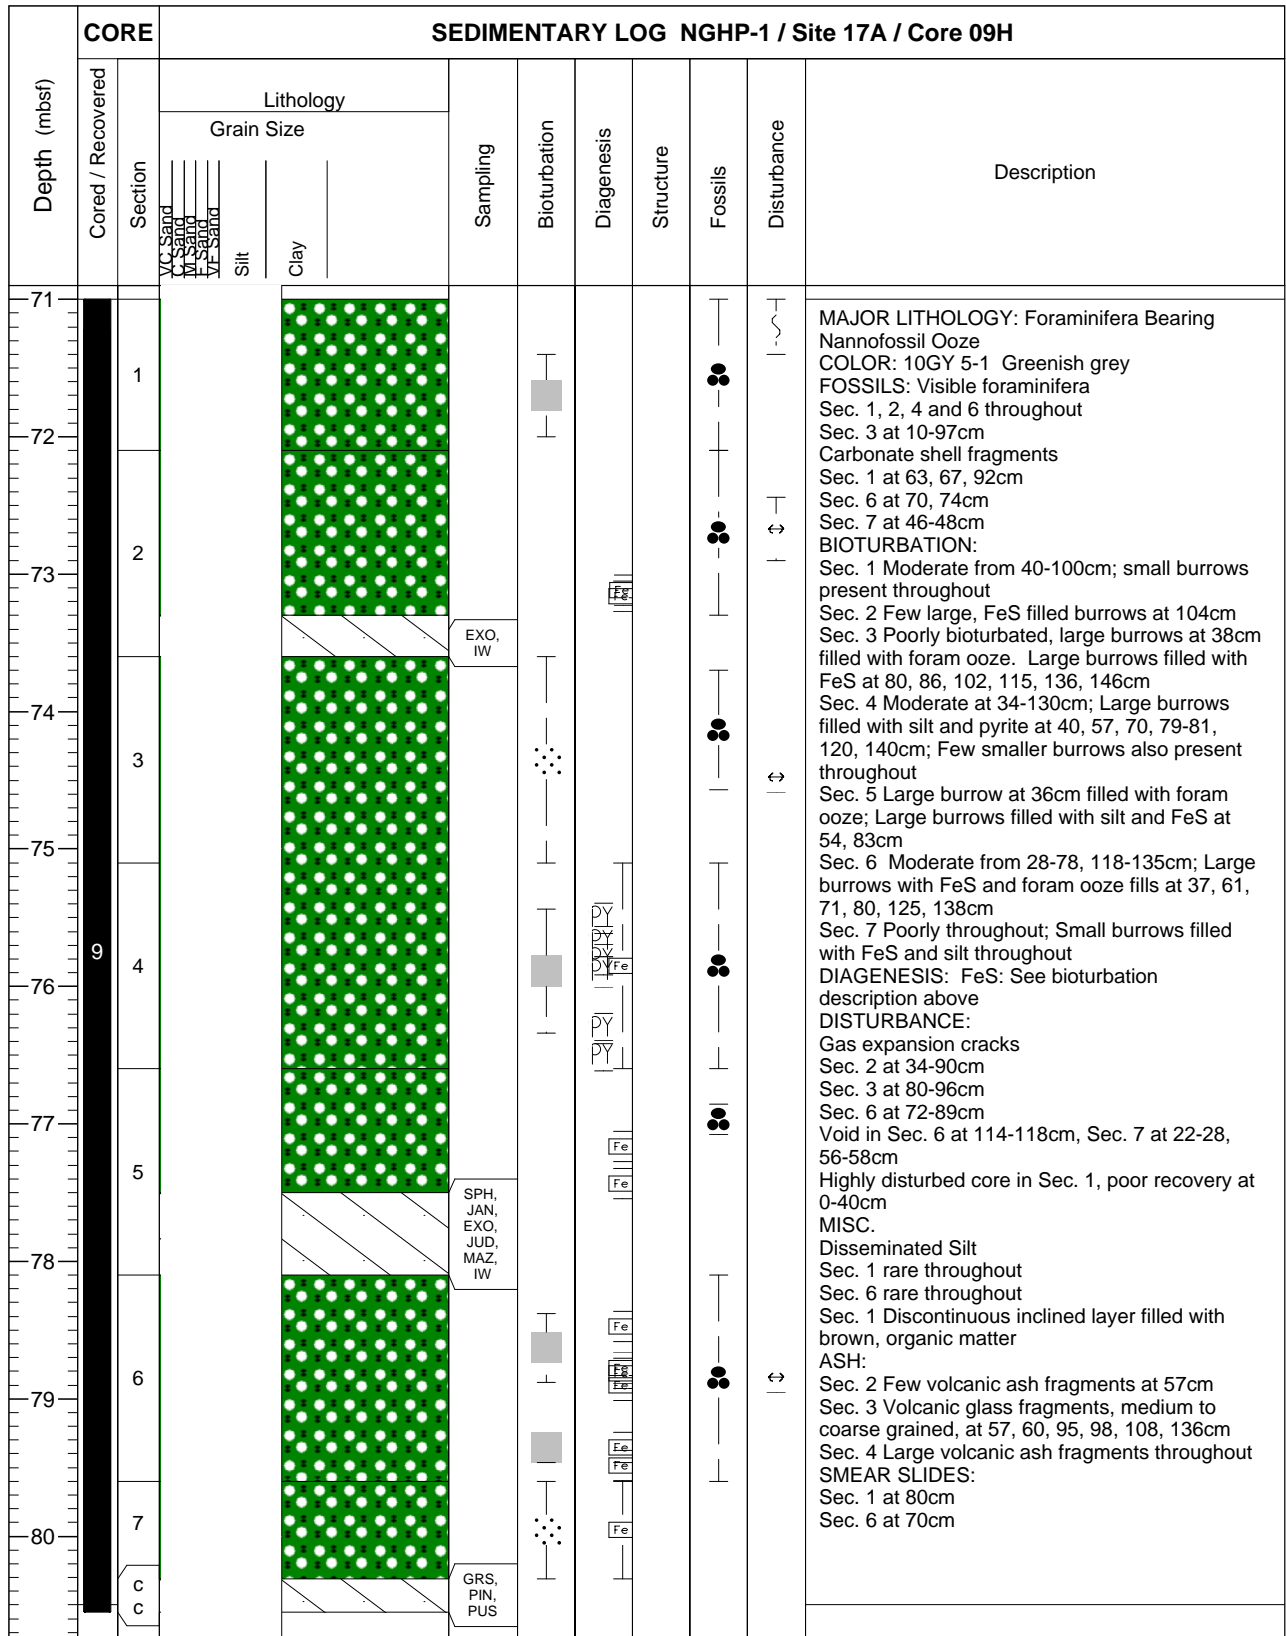 CORE
SEDIMENTARY LOG NGHP-1 / Site 17A / Core 09H
Depth (mbsf)
Cored / Recovered
Section
Lithology
Grain Size
VC Sand
C Sand
M Sand
F Sand
VF Sand
Silt
Clay
Sampling
Bioturbation
Diagenesis
Structure
Fossils
Disturbance
Description
71
72
73
74
75
76
77
78
79
80
9
1
2
3
4
5
6
7
c
c
EXO,
IW
SPH,
JAN,
EXO,
JUD,
MAZ,
IW
GRS,
PIN,
PUS
Fe
Fe
PY
PY
PY
PY
Fe
PY
PY
Fe
Fe
Fe
Fe
Fe
Fe
Fe
Fe
Fe
MAJOR LITHOLOGY: Foraminifera Bearing
Nannofossil Ooze
COLOR: 10GY 5-1 Greenish grey
FOSSILS: Visible foraminifera
Sec. 1, 2, 4 and 6 throughout
Sec. 3 at 10-97cm
Carbonate shell fragments
Sec. 1 at 63, 67, 92cm
Sec. 6 at 70, 74cm
Sec. 7 at 46-48cm
BIOTURBATION:
Sec. 1 Moderate from 40-100cm; small burrows
present throughout
Sec. 2 Few large, FeS filled burrows at 104cm
Sec. 3 Poorly bioturbated, large burrows at 38cm
filled with foram ooze. Large burrows filled with
FeS at 80, 86, 102, 115, 136, 146cm
Sec. 4 Moderate at 34-130cm; Large burrows
filled with silt and pyrite at 40, 57, 70, 79-81,
120, 140cm; Few smaller burrows also present
throughout
Sec. 5 Large burrow at 36cm filled with foram
ooze; Large burrows filled with silt and FeS at
54, 83cm
Sec. 6 Moderate from 28-78, 118-135cm; Large
burrows with FeS and foram ooze fills at 37, 61,
71, 80, 125, 138cm
Sec. 7 Poorly throughout; Small burrows filled
with FeS and silt throughout
DIAGENESIS: FeS: See bioturbation
description above
DISTURBANCE:
Gas expansion cracks
Sec. 2 at 34-90cm
Sec. 3 at 80-96cm
Sec. 6 at 72-89cm
Void in Sec. 6 at 114-118cm, Sec. 7 at 22-28,
56-58cm
Highly disturbed core in Sec. 1, poor recovery at
0-40cm
MISC.
Disseminated Silt
Sec. 1 rare throughout
Sec. 6 rare throughout
Sec. 1 Discontinuous inclined layer filled with
brown, organic matter
ASH:
Sec. 2 Few volcanic ash fragments at 57cm
Sec. 3 Volcanic glass fragments, medium to
coarse grained, at 57, 60, 95, 98, 108, 136cm
Sec. 4 Large volcanic ash fragments throughout
SMEAR SLIDES:
Sec. 1 at 80cm
Sec. 6 at 70cm